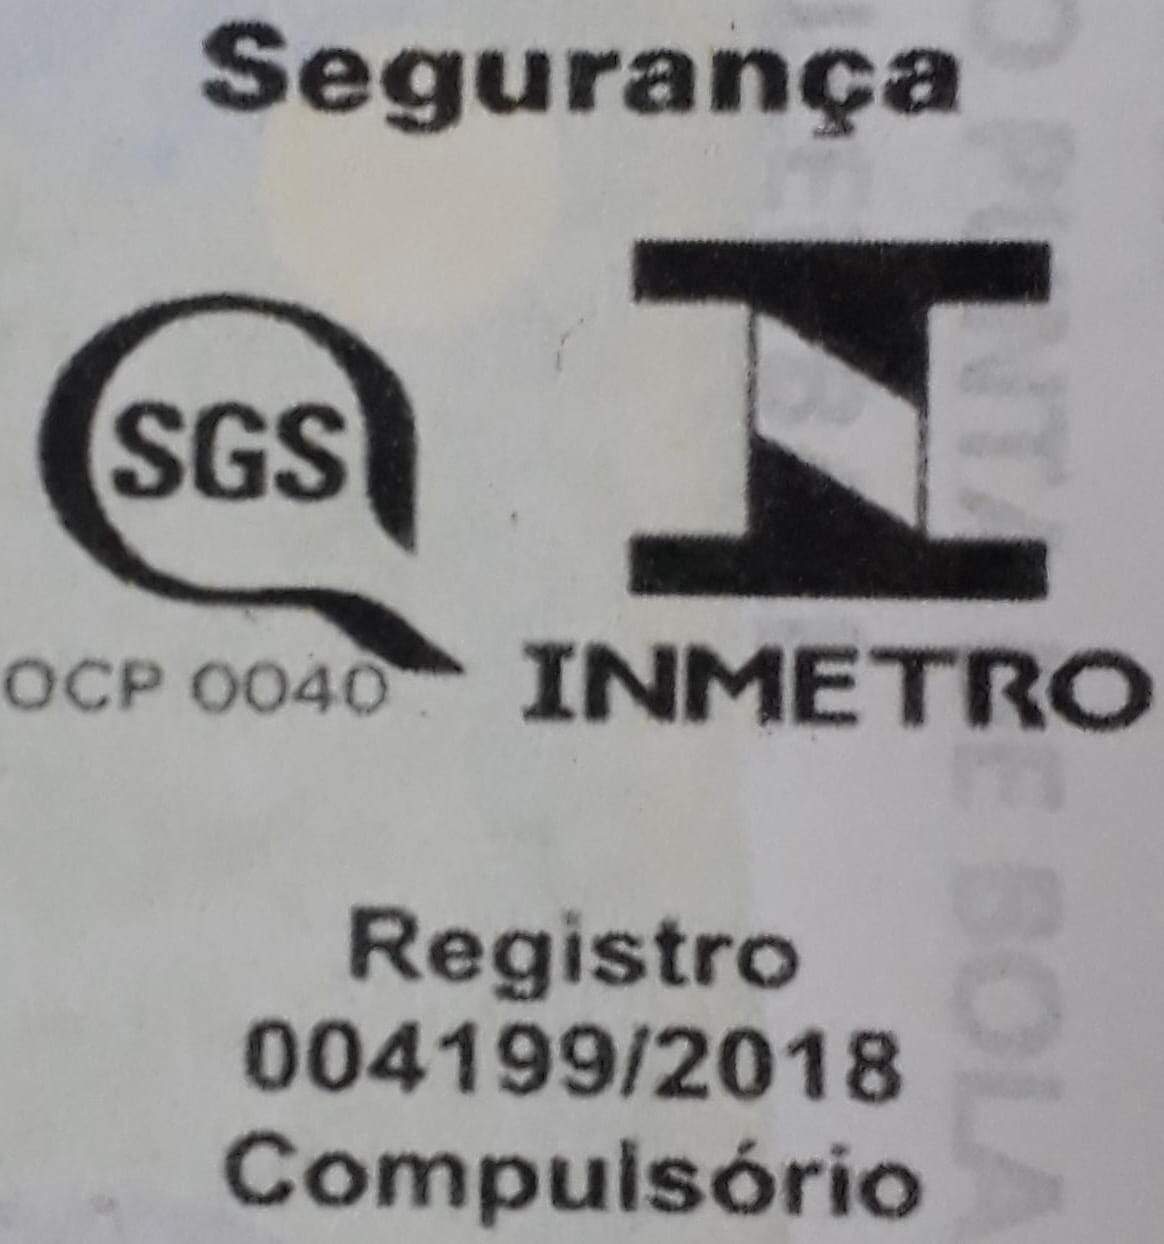 Segurança
SGS
OCP 0040
INMETRO
Registro
004199/2018
Compulsório